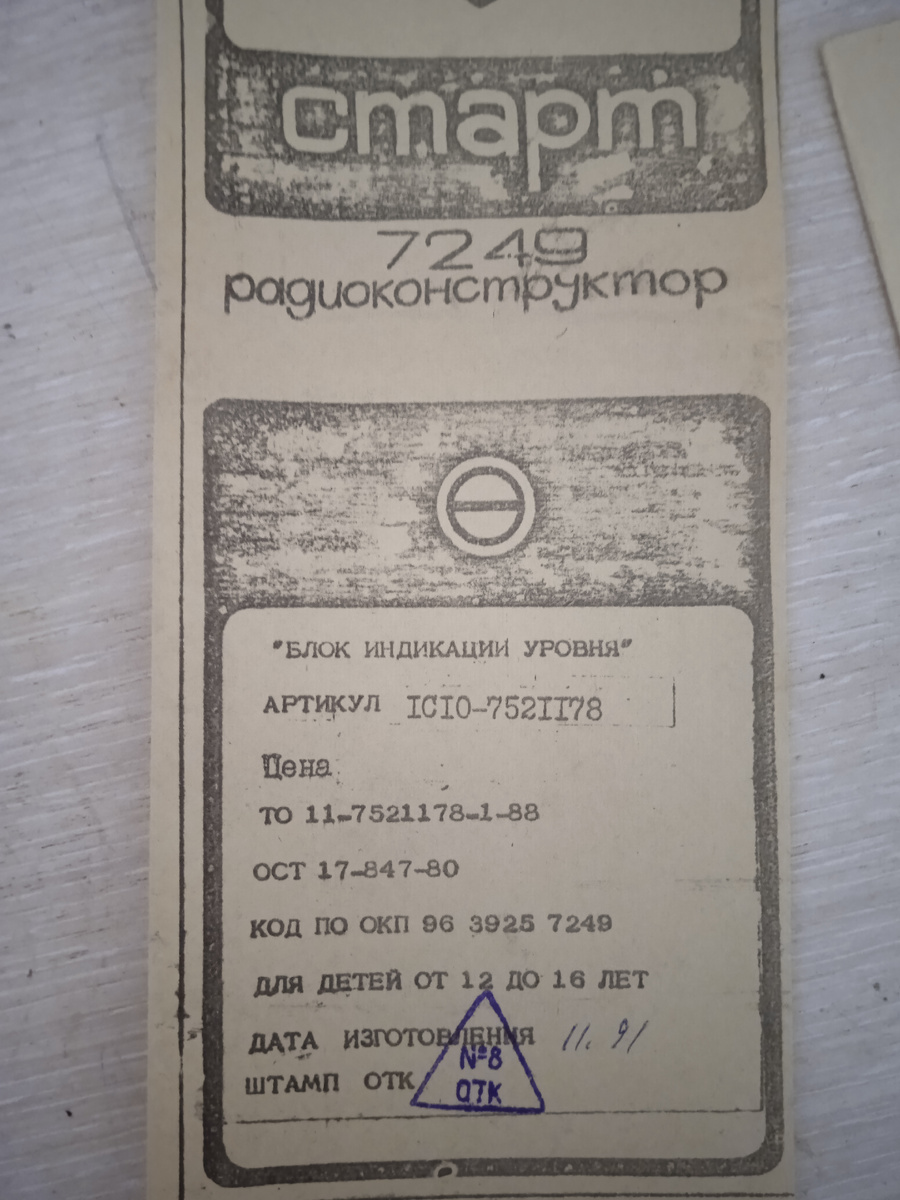 старт
7249
радиоконструктор
"БЛОК ИНДИКАЦИИ УРОВНЯ"
АРТИКУЛ IСI0-752II78
Цена
ТО 11-7521178-1-88
ОСТ 17-847-80
КОД ПО ОКП 96 3925 7249
ДЛЯ ДЕТЕЙ ОТ 12 ДО 16 ЛЕТ
ДАТА ИЗГОТОВЛЕНИЯ 11. 91
ШТАМП ОТК
№8
ОТК